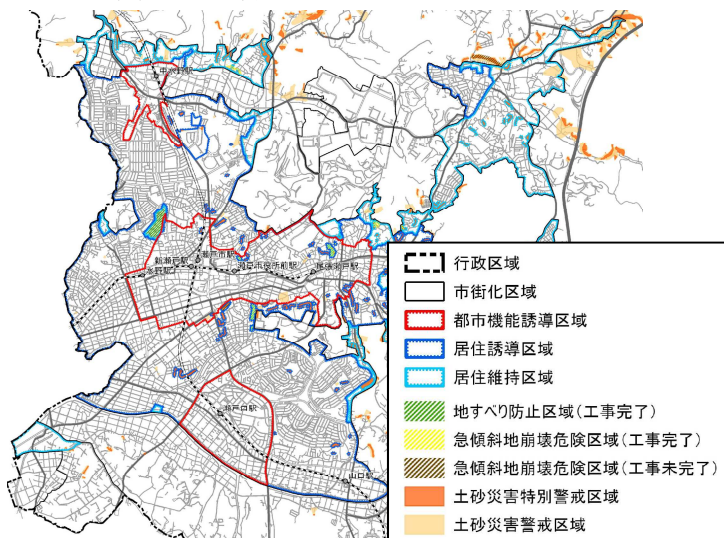 中水野駅
新瀬戸駅
瀬戸市駅
水野駅
瀬戸市役所前駅
尾張瀬戸駅
瀬戸口駅
山口駅
行政区域
市街化区域
都市機能誘導区域
居住誘導区域
居住維持区域
地すべり防止区域(工事完了)
急傾斜地崩壊危険区域(工事完了)
急傾斜地崩壊危険区域(工事未完了)
土砂災害特別警戒区域
土砂災害警戒区域